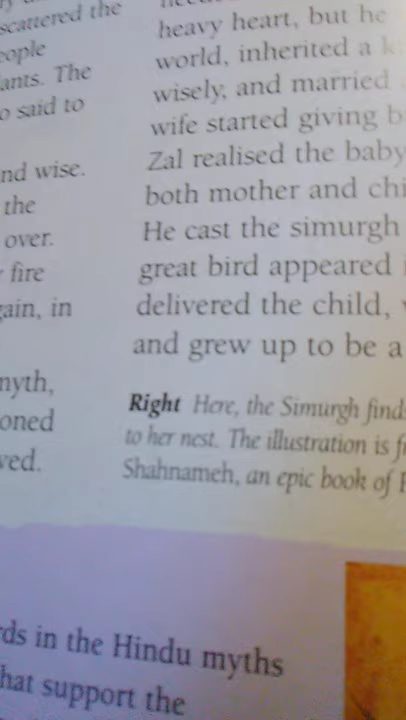 scattered the
people
ants. The
o said to
nd wise.
the
over.
fire
gain, in
myth,
oned
ved.
heavy heart, but he
world, inherited a
wisely, and married
wife started giving
Zal realised the baby
both mother and
He cast the simurgh
great bird appeared
delivered the child,
and grew up to be a
Right Here, the Simurgh finds
to her nest. The illustration is
Shahnameh, an epic book of
rds in the Hindu myths
hat support the